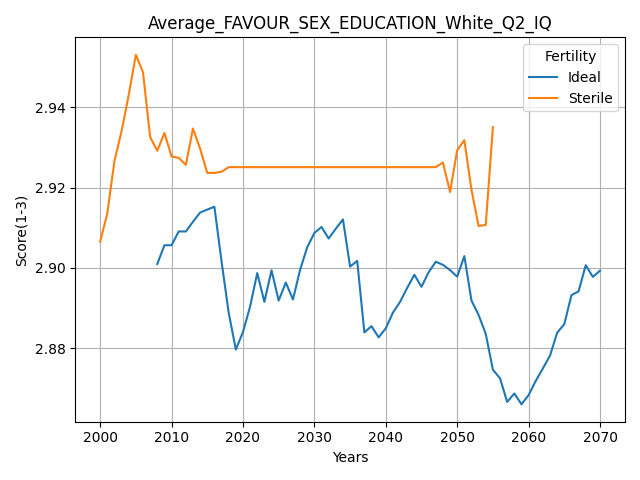 Average_FAVOUR_SEX_EDUCATION_White_Q2_IQ
Fertility
Ideal
Sterile
Score(1-3)
2.94
2.92
2.90
2.88
2000 2010 2020 2030 2040 2050 2060 2070
Years